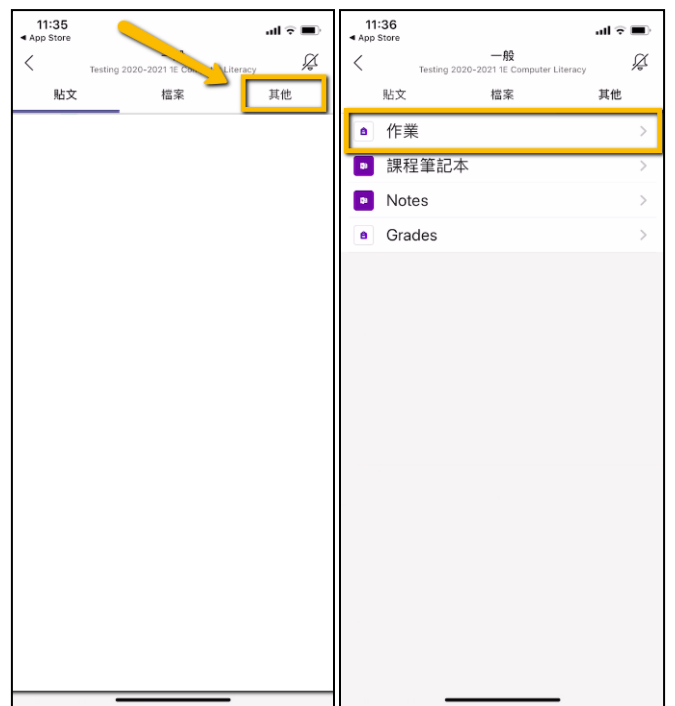 11:35
◀ App Store
Testing 2020-2021 1E Literacy
貼文
檔案
其他
11:36
◀ App Store
一般
Testing 2020-2021 1E Computer Literacy
貼文
檔案
其他
作業
課程筆記本
Notes
Grades